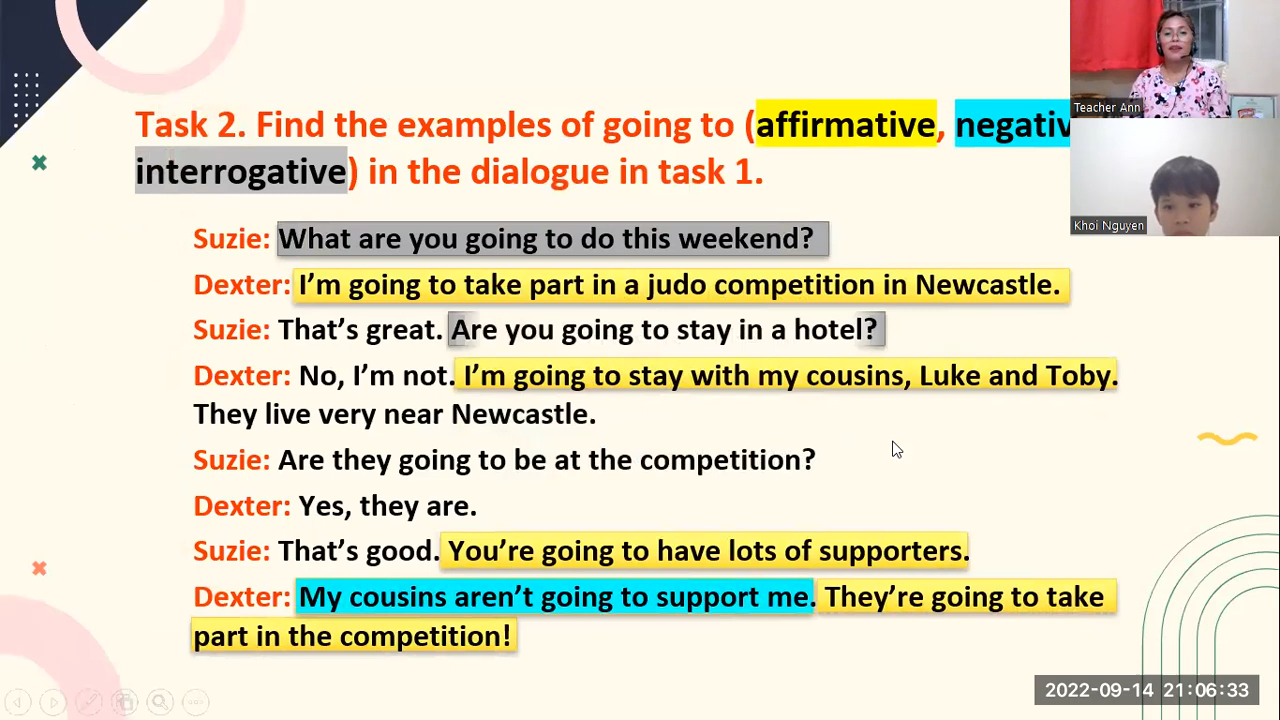 Task 2. Find the examples of going to (affirmative, negativ
interrogative) in the dialogue in task 1.
Suzie: What are you going to do this weekend?
Dexter: I’m going to take part in a judo competition in Newcastle.
Suzie: That’s great. Are you going to stay in a hotel?
Dexter: No, I’m not. I’m going to stay with my cousins, Luke and Toby.
They live very near Newcastle.
Suzie: Are they going to be at the competition?
Dexter: Yes, they are.
Suzie: That’s good. You’re going to have lots of supporters.
Dexter: My cousins aren’t going to support me. They’re going to take
part in the competition!
Teacher Ann
Khoi Nguyen
2022-09-14 21:06:33